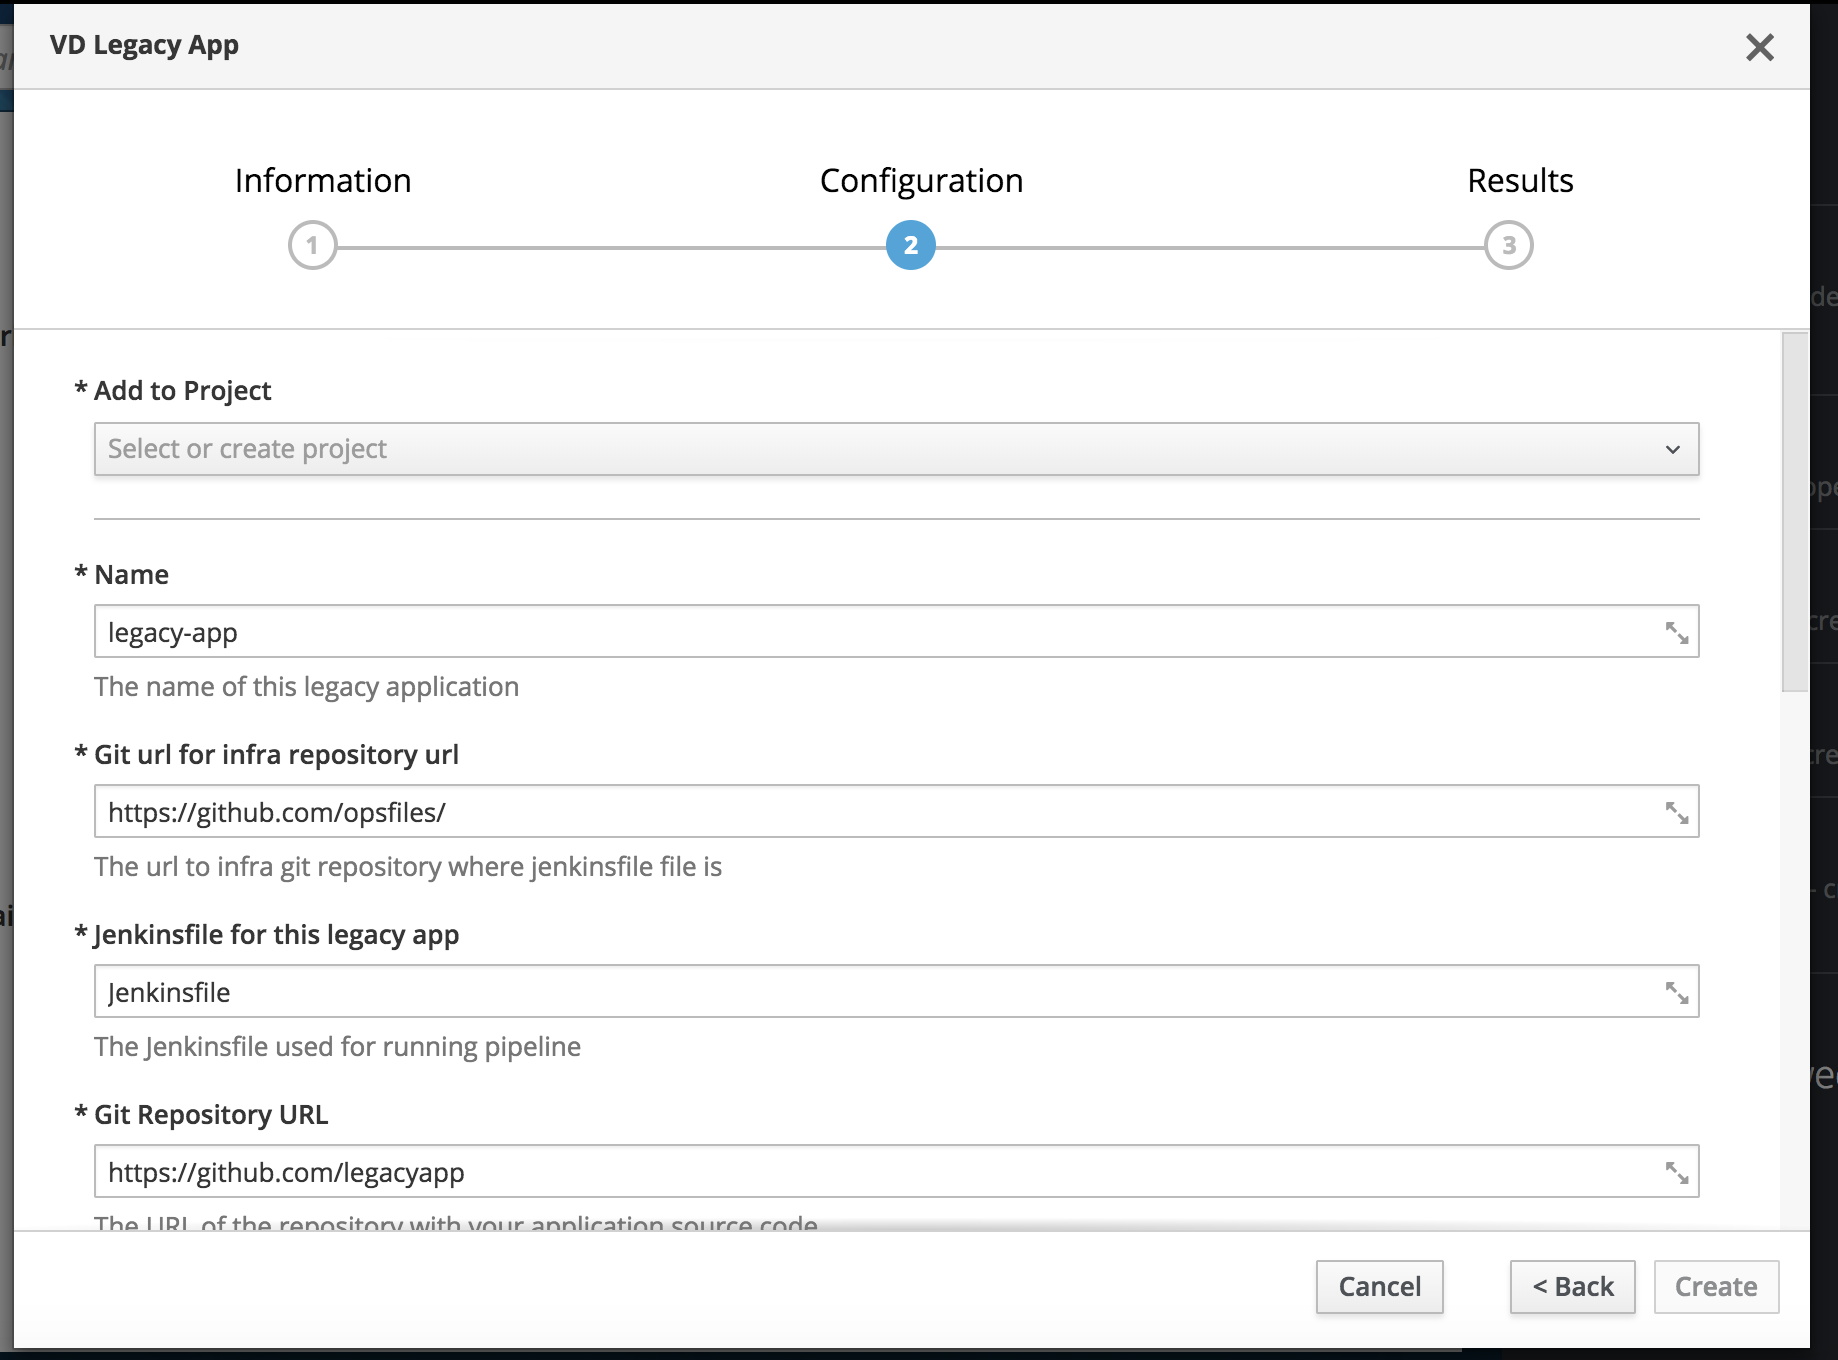 VD Legacy App
Information
Configuration
Results
1
2
3
* Add to Project
Select or create project
* Name
legacy-app
The name of this legacy application
* Git url for infra repository url
https://github.com/opsfiles/
The url to infra git repository where jenkinsfile file is
* Jenkinsfile for this legacy app
Jenkinsfile
The Jenkinsfile used for running pipeline
* Git Repository URL
https://github.com/legacyapp
The URL of the repository with your application source code
Cancel
< Back
Create